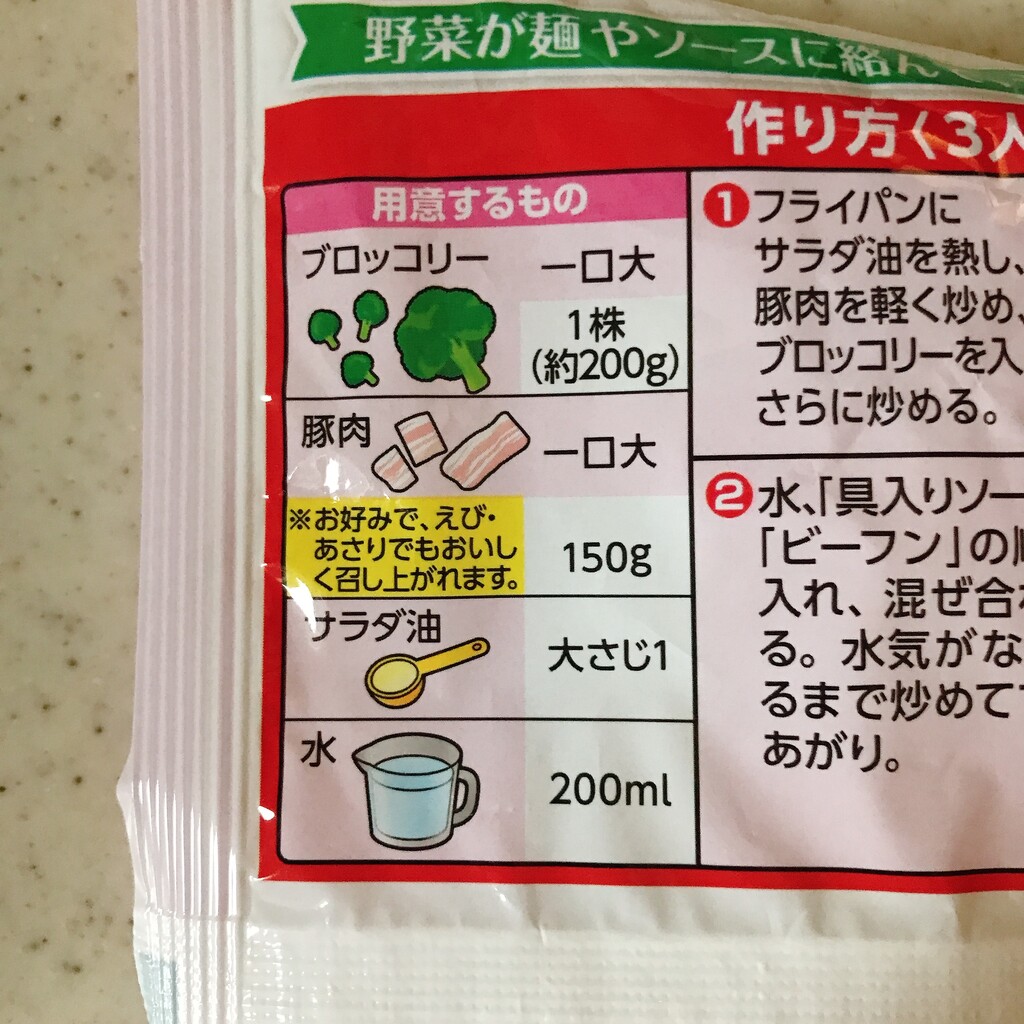 野菜が麺やソースに絡ん
作り方〈3人
用意するもの
ブロッコリー 一口大
1株
(約200g)
豚肉 一口大
※お好みで、えび・
あさりでもおいし
く召し上がれます。
150g
サラダ油
大さじ1
水
200ml
1 フライパンに
サラダ油を熱し、
豚肉を軽く炒め、
ブロッコリーを入
さらに炒める。
2 水、「具入りソー
「ビーフン」の
入れ、混ぜ合
る。水気がな
るまで炒めて
あがり。